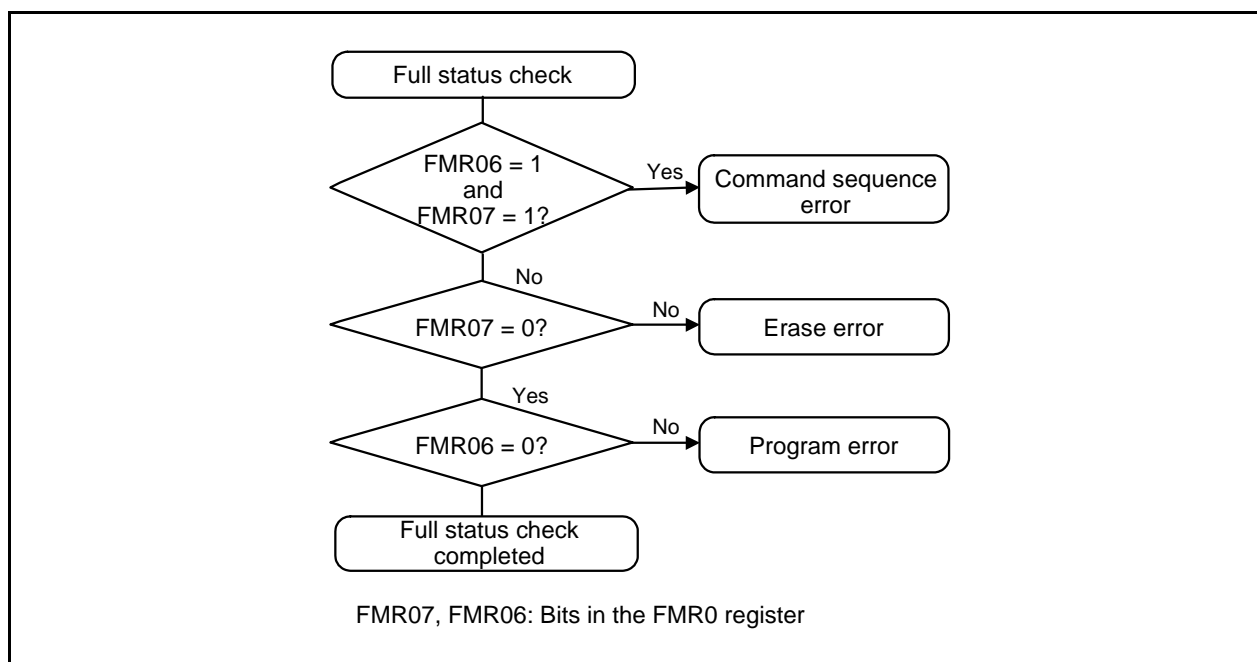 Full status check
FMR06 = 1
and
FMR07 = 1?
Yes
Command sequence
error
No
FMR07 = 0?
No
Erase error
Yes
FMR06 = 0?
No
Program error
Full status check
completed
FMR07, FMR06: Bits in the FMR0 register